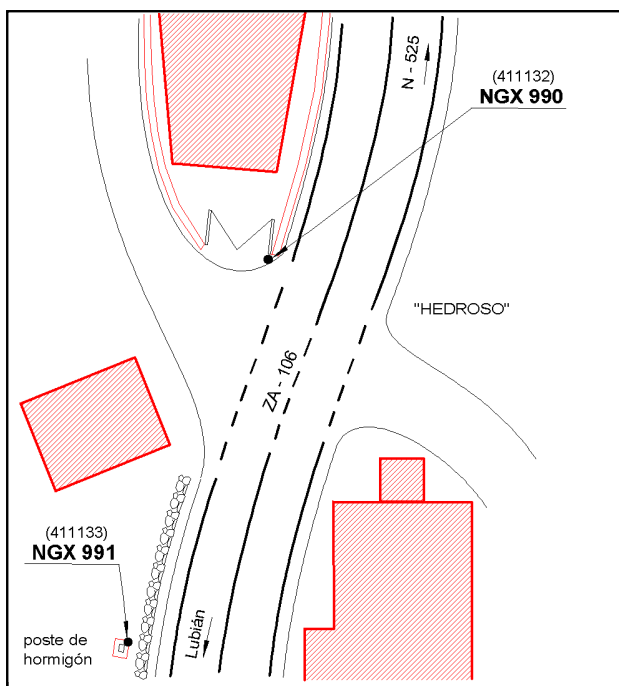 N - 525
(411132)
NGX 990
"HEDROSO"
ZA - 106
(411133)
NGX 991
poste de
hormigón
Lubián